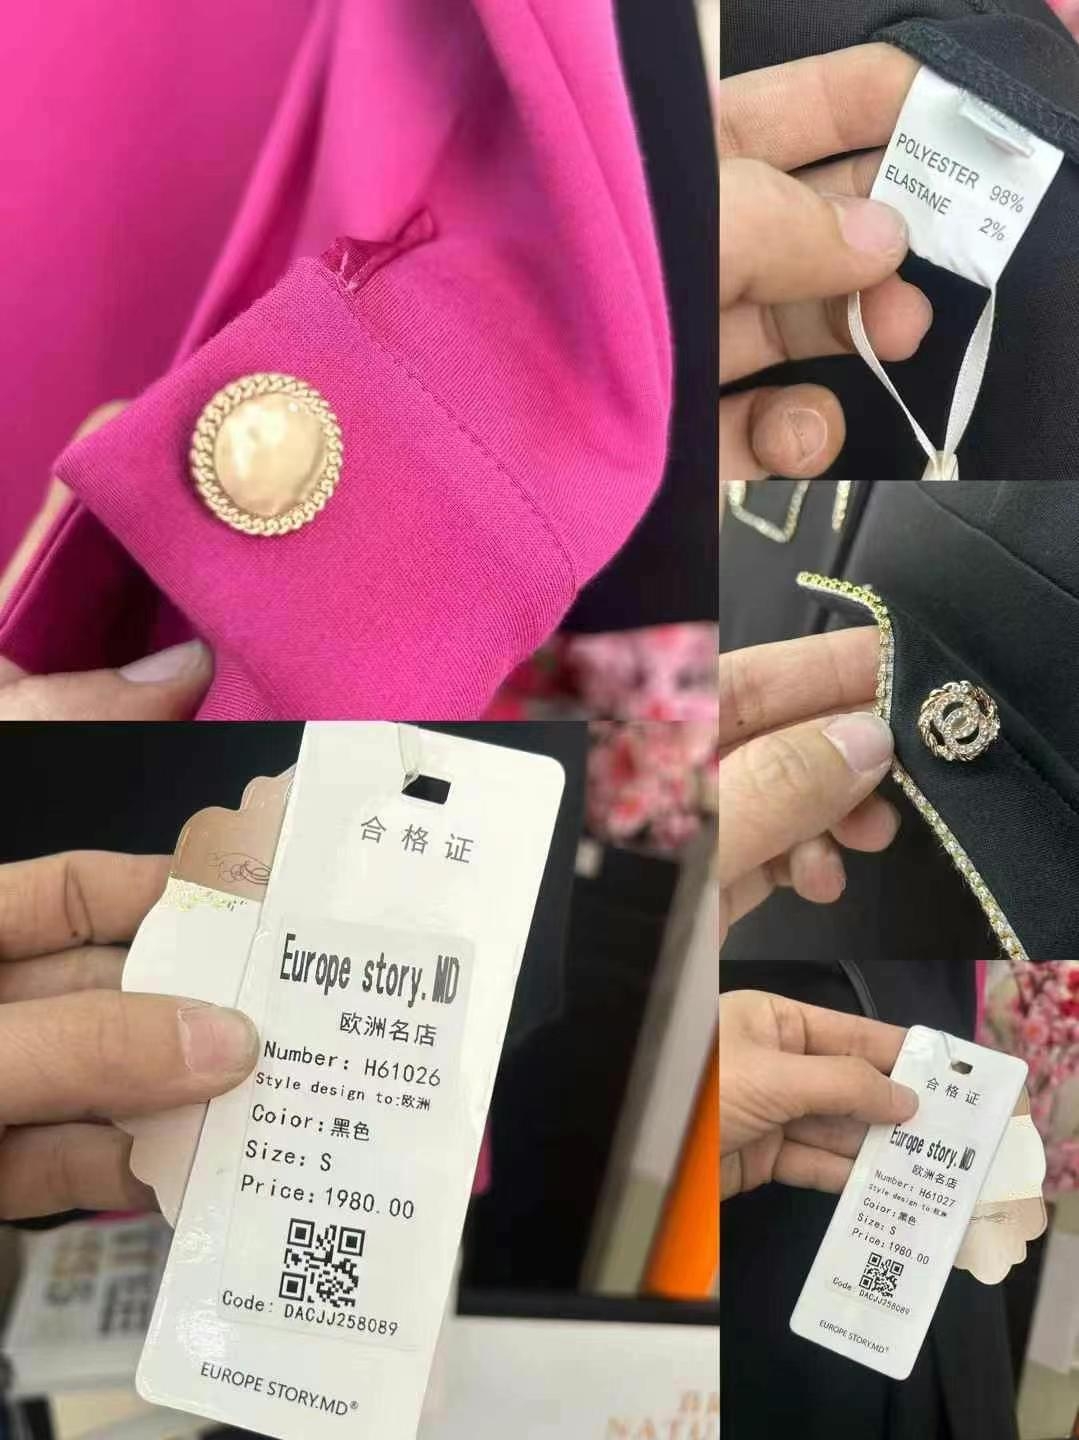 POLYESTER 98%
ELASTANE 2%
合格证
Europe story.MD
欧洲名店
Number: H61026
Style design to:欧洲
Coior:黑色
Size: S
Price:1980.00
Code: DACJJ258089
EUROPE STORY.MD®
合格证
Europe story.MD
欧洲名店
Number: H61027
Style design to:欧洲
Coior:黑色
Size: S
Price:1980.00
Code: DACJJ258089
EUROPE STORY.MD®